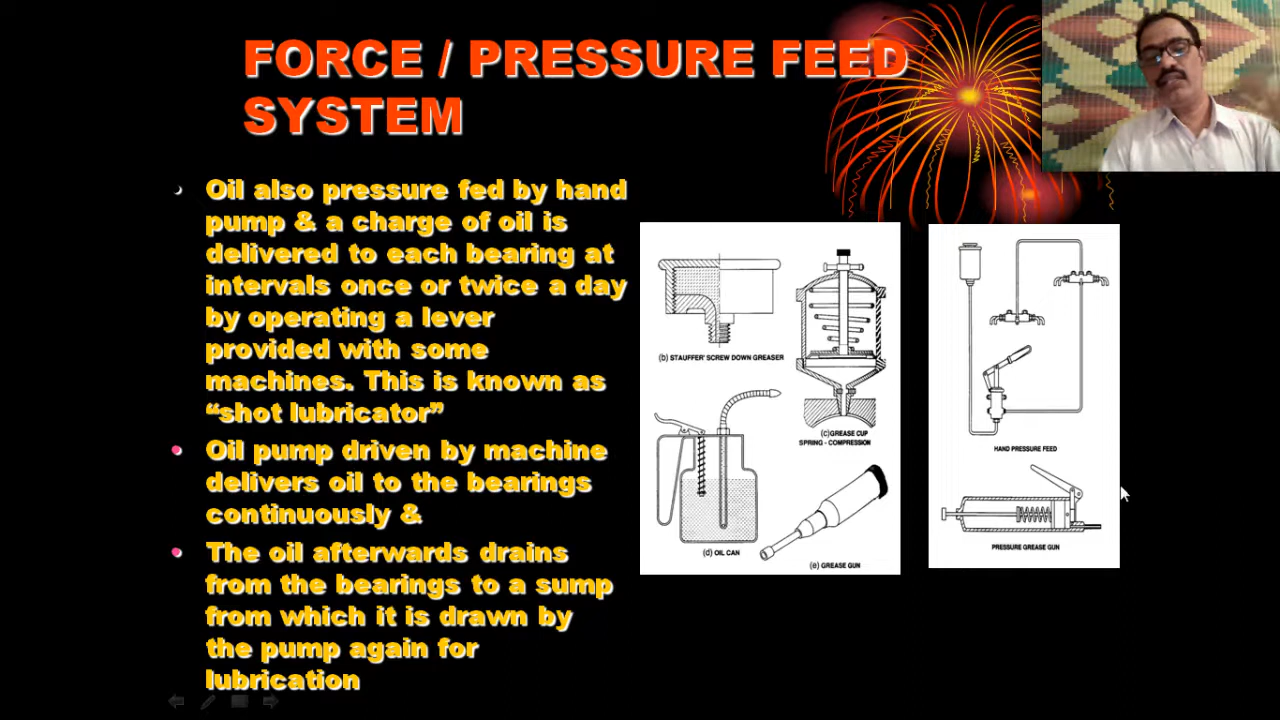 FORCE / PRESSURE FEED
SYSTEM
Oil also pressure fed by hand
pump & a charge of oil is
delivered to each bearing at
intervals once or twice a day
by operating a lever
provided with some
machines. This is known as
“shot lubricator”
Oil pump driven by machine
delivers oil to the bearings
continuously &
The oil afterwards drains
from the bearings to a sump
from which it is drawn by
the pump again for
lubrication
(b) STAUFFER' SCREW DOWN GREASER
(c)GREASE CUP
SPRING - COMPRESSION
(d) OIL CAN
(e) GREASE GUN
HAND PRESSURE FEED
PRESSURE GREASE GUN